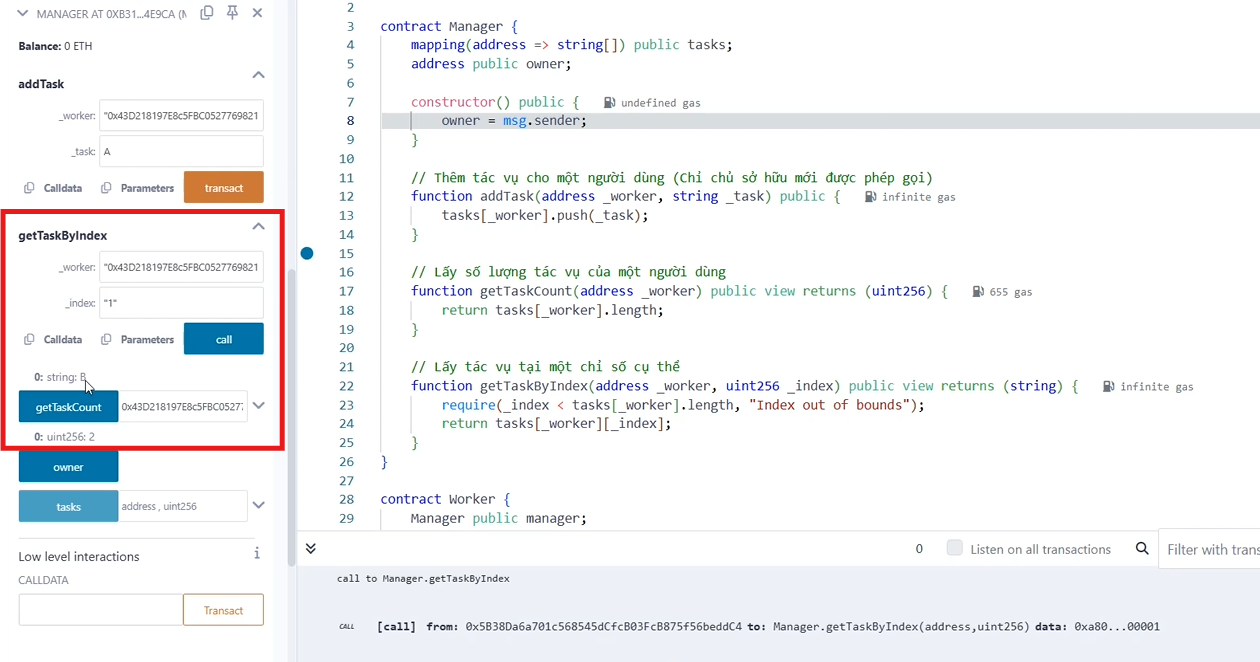 MANAGER AT 0XB31...4E9CA (M
Balance: 0 ETH
addTask
_worker: "0x43D218197E8c5FBC0527769821
_task: A
Calldata Parameters transact
getTaskByIndex
_worker: "0x43D218197E8c5FBC0527769821
_index: "1"
Calldata Parameters call
0: string: B
getTaskCount 0x43D218197E8c5FBC0527
0: uint256: 2
owner
tasks address , uint256
Low level interactions i
CALLDATA
Transact
2
3 contract Manager {
4 mapping(address => string[]) public tasks;
5 address public owner;
6
7 constructor() public { undefined gas
8 owner = msg.sender;
9 }
10
11 // Thêm tác vụ cho một người dùng (Chỉ chủ sở hữu mới được phép gọi)
12 function addTask(address _worker, string _task) public { infinite gas
13 tasks[_worker].push(_task);
14 }
15
16 // Lấy số lượng tác vụ của một người dùng
17 function getTaskCount(address _worker) public view returns (uint256) { 655 gas
18 return tasks[_worker].length;
19 }
20
21 // Lấy tác vụ tại một chỉ số cụ thể
22 function getTaskByIndex(address _worker, uint256 _index) public view returns (string) { infinite gas
23 require(_index < tasks[_worker].length, "Index out of bounds");
24 return tasks[_worker][_index];
25 }
26 }
27
28 contract Worker {
29 Manager public manager;
0 Listen on all transactions Filter with trans
call to Manager.getTaskByIndex
CALL [call] from: 0x5B38Da6a701c568545dCfcB03FcB875f56beddC4 to: Manager.getTaskByIndex(address,uint256) data: 0xa80...00001